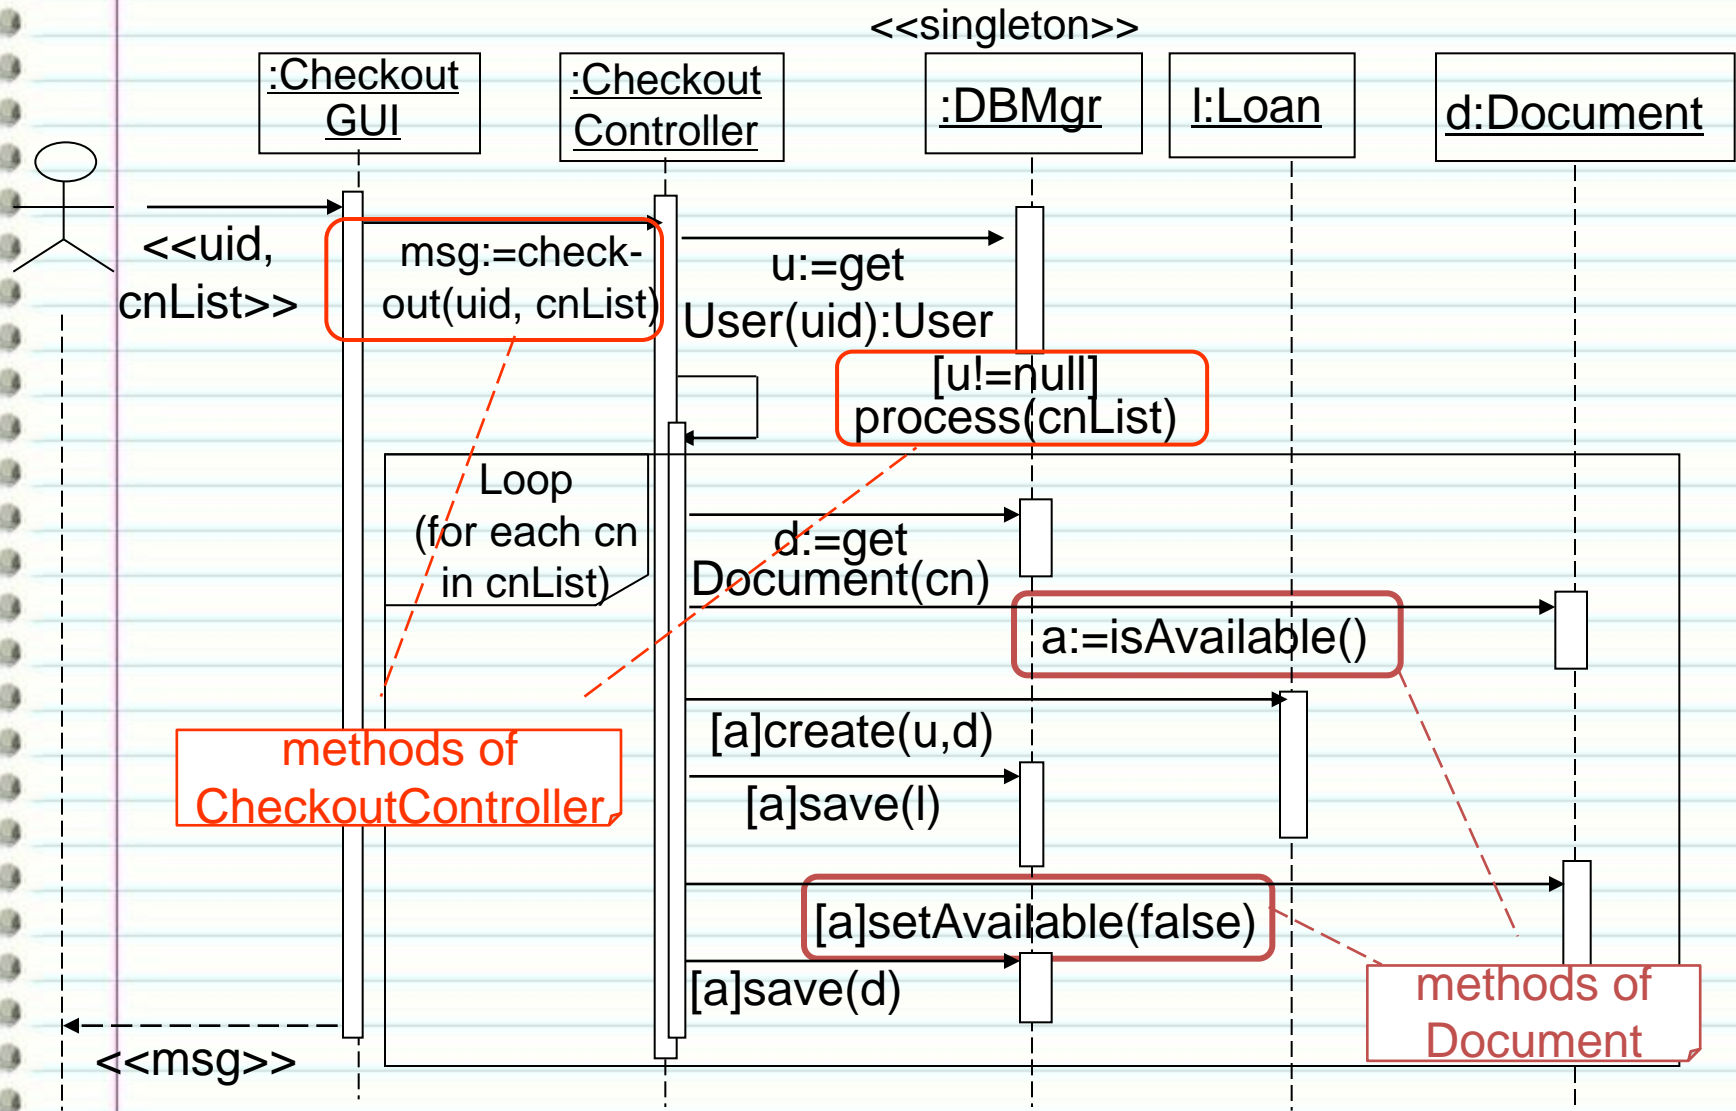 <<singleton>>
:Checkout
GUI
:Checkout
Controller
:DBMgr
l:Loan
d:Document
<<uid,
cnList>>
msg:=check-
out(uid, cnList)
u:=get
User(uid):User
[u!=null]
process(cnList)
Loop
(for each cn
in cnList)
d:=get
Document(cn)
a:=isAvailable()
[a]create(u,d)
methods of
CheckoutController
[a]save(l)
[a]setAvailable(false)
[a]save(d)
methods of
Document
<<msg>>